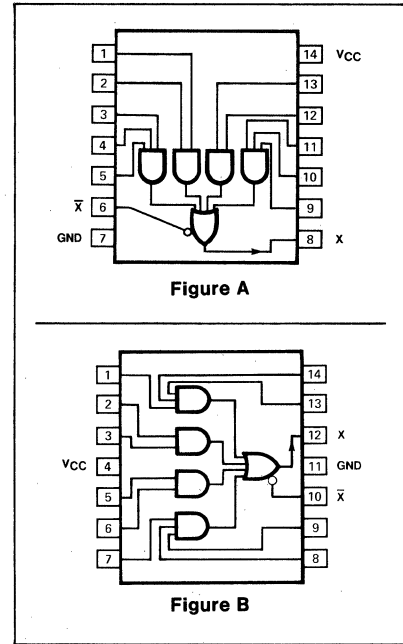 1 14 VCC
2 13
3 12
4 11
5 10
X̅ 6 9
GND 7 8 X
Figure A
1 14
2 13
3 12 X
VCC 4 11 GND
5 10 X̅
6 9
7 8
Figure B